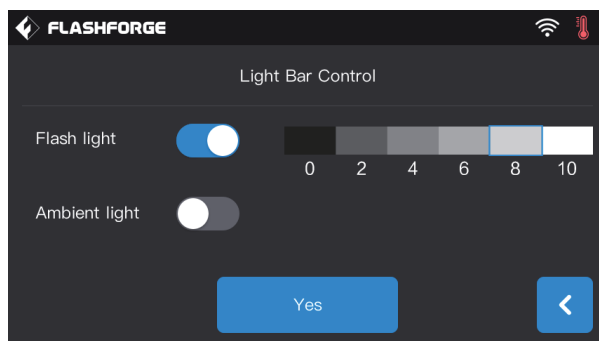 FLASHFORGE
Light Bar Control
Flash light
0 2 4 6 8 10
Ambient light
Yes